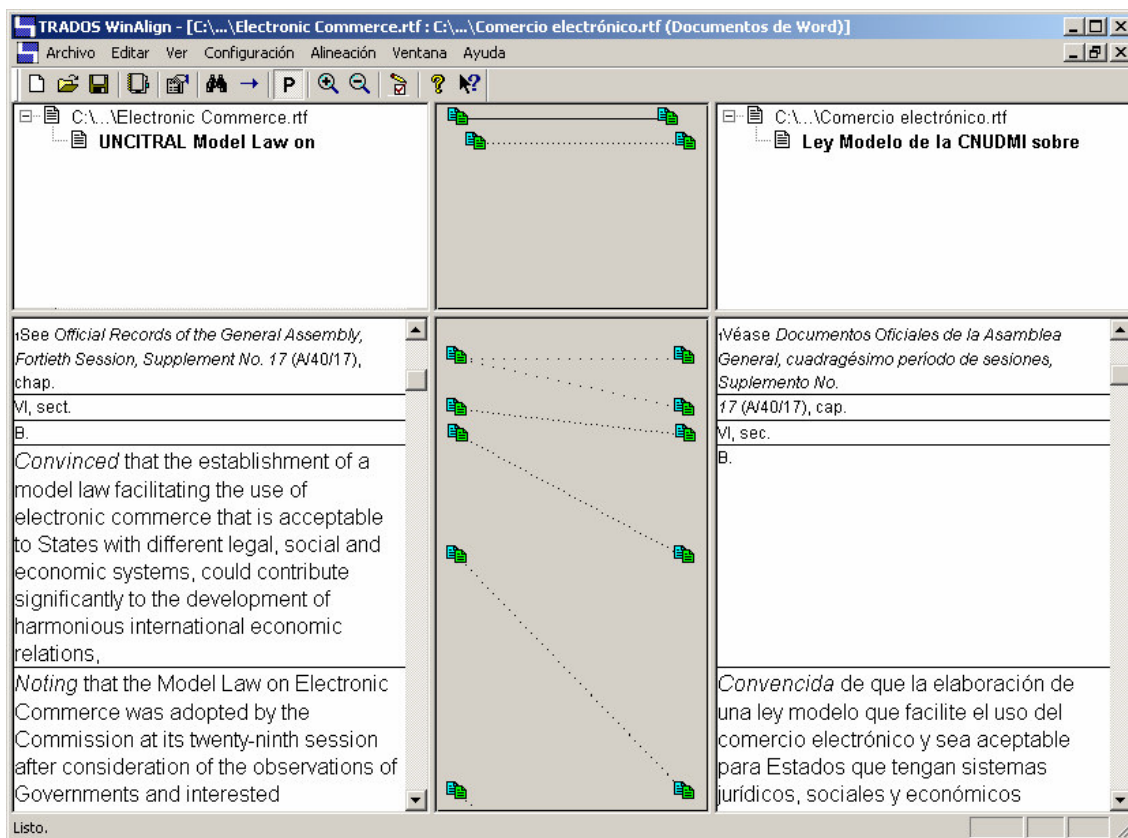 TRADOS WinAlign - [C:\...\Electronic Commerce.rtf : C:\...\Comercio electrónico.rtf (Documentos de Word)]
Archivo Editar Ver Configuración Alineación Ventana Ayuda
P
C:\...\Electronic Commerce.rtf
UNCITRAL Model Law on
C:\...\Comercio electrónico.rtf
Ley Modelo de la CNUDMI sobre
1See Official Records of the General Assembly,
Fortieth Session, Supplement No. 17 (A/40/17),
chap.
VI, sect.
B.
Convinced that the establishment of a
model law facilitating the use of
electronic commerce that is acceptable
to States with different legal, social and
economic systems, could contribute
significantly to the development of
harmonious international economic
relations,
Noting that the Model Law on Electronic
Commerce was adopted by the
Commission at its twenty-ninth session
after consideration of the observations of
Governments and interested
1Véase Documentos Oficiales de la Asamblea
General, cuadragésimo período de sesiones,
Suplemento No.
17 (A/40/17), cap.
VI, sec.
B.
Convencida de que la elaboración de
una ley modelo que facilite el uso del
comercio electrónico y sea aceptable
para Estados que tengan sistemas
jurídicos, sociales y económicos
Listo.